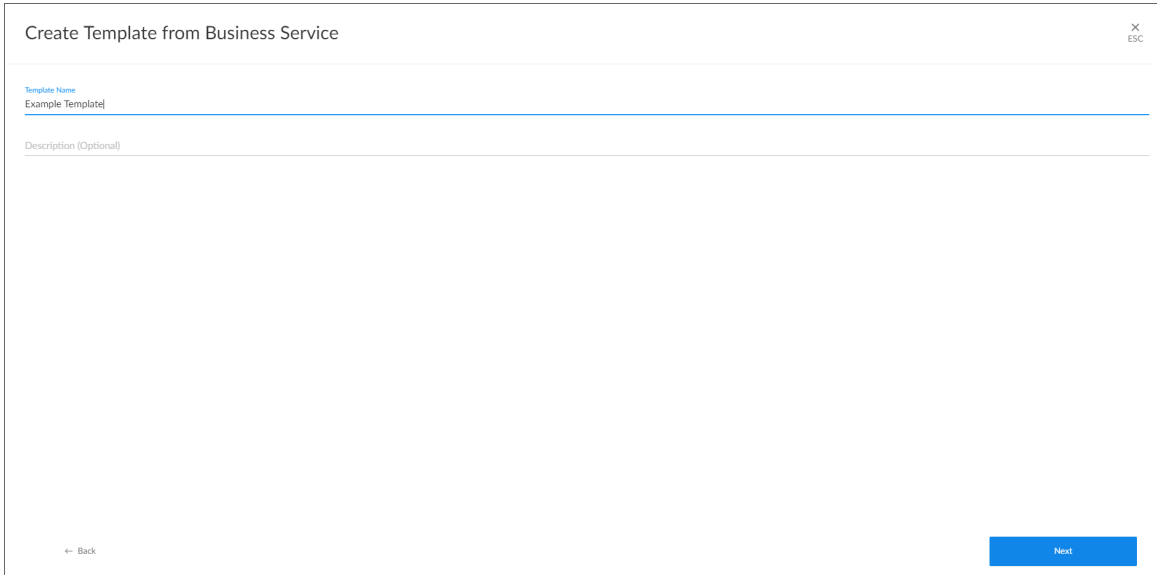 Create Template from Business Service
×
ESC
Template Name
Example Template
Description (Optional)
← Back
Next